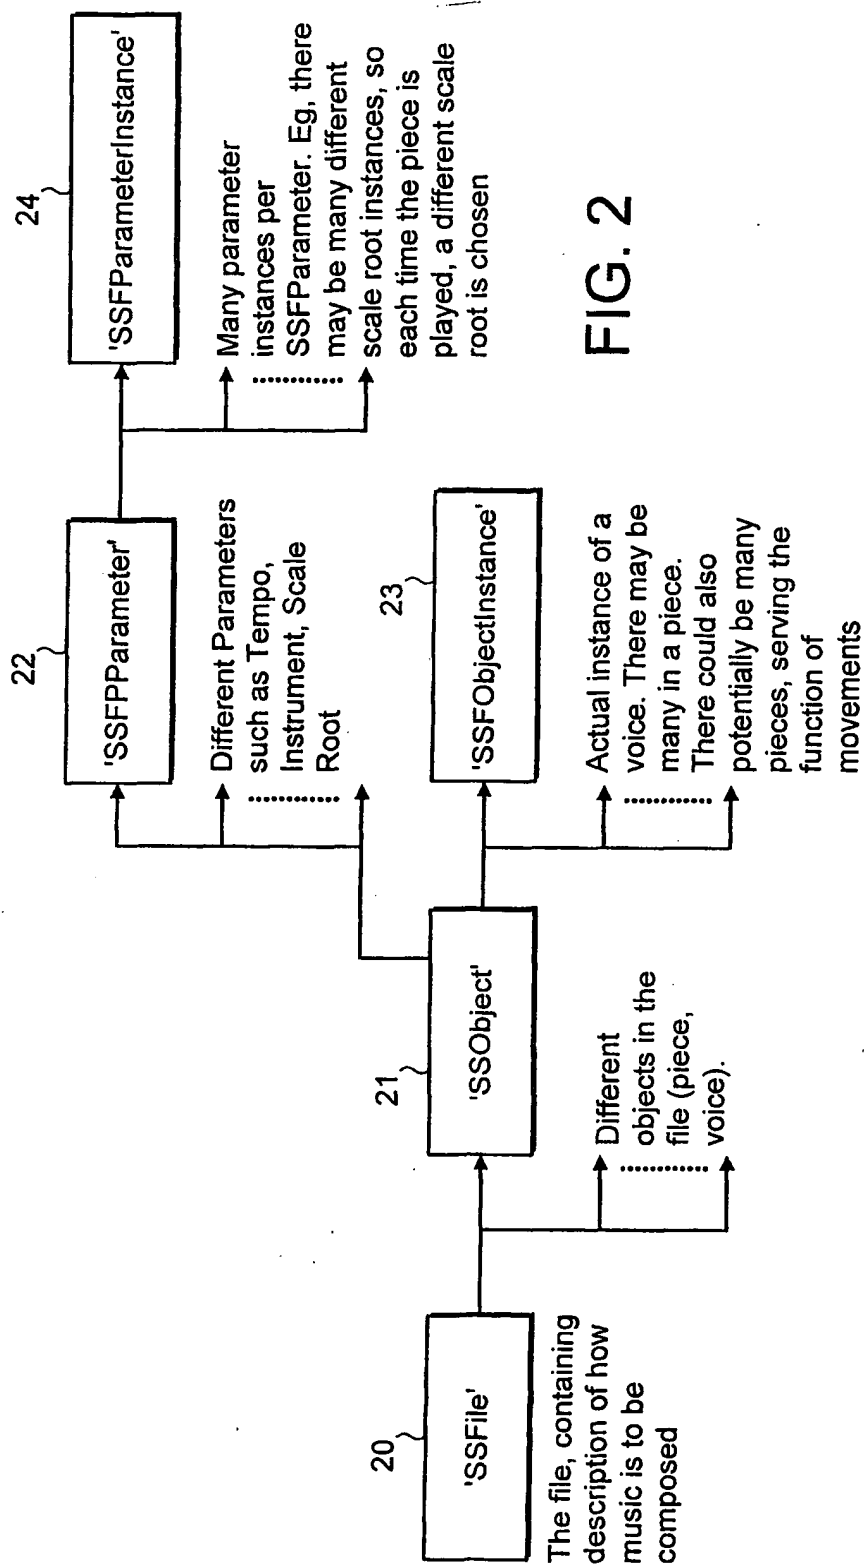 24
'SSFParameterInstance'
Many parameter
instances per
SSFParameter. Eg, there
may be many different
scale root instances, so
each time the piece is
played, a different scale
root is chosen
22
'SSFPParameter'
Different Parameters
such as Tempo,
Instrument, Scale
Root
23
'SSFObjectInstance'
Actual instance of a
voice. There may be
many in a piece.
There could also
potentially be many
pieces, serving the
function of
movements
21
'SSObject'
Different
objects in the
file (piece,
voice).
20
'SSFile'
The file, containing
description of how
music is to be
composed
FIG. 2